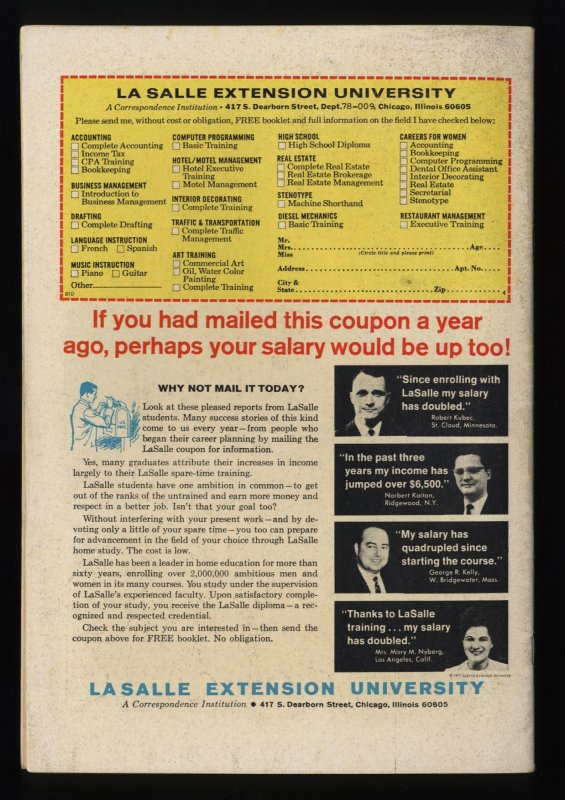 LA SALLE EXTENSION UNIVERSITY
A Correspondence Institution • 417 S. Dearborn Street, Dept. 78-009, Chicago, Illinois 60605
Please send me, without cost or obligation, FREE booklet and full information on the field I have checked below:
ACCOUNTING
Complete Accounting
Income Tax
CPA Training
Bookkeeping
BUSINESS MANAGEMENT
Introduction to
Business Management
DRAFTING
Complete Drafting
LANGUAGE INSTRUCTION
French Spanish
MUSIC INSTRUCTION
Piano Guitar
Other
610
COMPUTER PROGRAMMING
Basic Training
HOTEL/MOTEL MANAGEMENT
Hotel Executive
Training
Motel Management
INTERIOR DECORATING
Complete Training
TRAFFIC & TRANSPORTATION
Complete Traffic
Management
ART TRAINING
Commercial Art
Oil, Water Color
Painting
Complete Training
HIGH SCHOOL
High School Diploma
REAL ESTATE
Complete Real Estate
Real Estate Brokerage
Real Estate Management
STENOTYPE
Machine Shorthand
DIESEL MECHANICS
Basic Training
CAREERS FOR WOMEN
Accounting
Bookkeeping
Computer Programming
Dental Office Assistant
Interior Decorating
Real Estate
Secretarial
Stenotype
RESTAURANT MANAGEMENT
Executive Training
Mr.
Mrs. Age
Miss (Circle title and please print)
Address Apt. No.
City &
State Zip 4
If you had mailed this coupon a year
ago, perhaps your salary would be up too!
WHY NOT MAIL IT TODAY?
U.S. MAIL
Look at these pleased reports from LaSalle
students. Many success stories of this kind
come to us every year—from people who
began their career planning by mailing the
LaSalle coupon for information.
Yes, many graduates attribute their increases in income
largely to their LaSalle spare-time training.
LaSalle students have one ambition in common—to get
out of the ranks of the untrained and earn more money and
respect in a better job. Isn't that your goal too?
Without interfering with your present work—and by de-
voting only a little of your spare time—you too can prepare
for advancement in the field of your choice through LaSalle
home study. The cost is low.
LaSalle has been a leader in home education for more than
sixty years, enrolling over 2,000,000 ambitious men and
women in its many courses. You study under the supervision
of LaSalle's experienced faculty. Upon satisfactory comple-
tion of your study, you receive the LaSalle diploma—a rec-
ognized and respected credential.
Check the subject you are interested in—then send the
coupon above for FREE booklet. No obligation.
"Since enrolling with
LaSalle my salary
has doubled."
Robert Kubec,
St. Cloud, Minnesota.
"In the past three
years my income has
jumped over $6,500."
Norbert Kaitan,
Ridgewood, N.Y.
"My salary has
quadrupled since
starting the course."
George R. Kelly,
W. Bridgewater, Mass.
"Thanks to LaSalle
training . . . my salary
has doubled."
Mrs. Mary M. Nyberg,
Los Angeles, Calif.
© 1971 LaSalle Extension University
LA SALLE EXTENSION UNIVERSITY
A Correspondence Institution • 417 S. Dearborn Street, Chicago, Illinois 60605